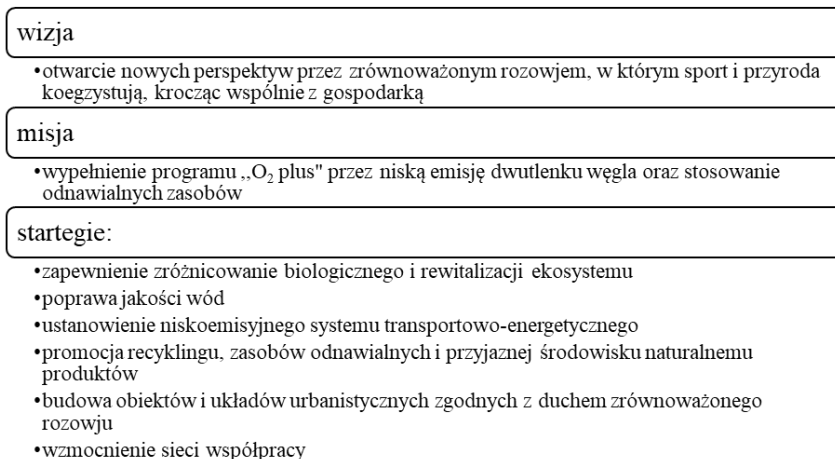 wizja
•otwarcie nowych perspektyw przez zrównoważonym rozowjem, w którym sport i przyroda
koegzystują, krocząc wspólnie z gospodarką
misja
•wypełnienie programu ,,O₂ plus" przez niską emisję dwutlenku węgla oraz stosowanie
odnawialnych zasobów
startegie:
•zapewnienie zróżnicowanie biologicznego i rewitalizacji ekosystemu
•poprawa jakości wód
•ustanowienie niskoemisyjnego systemu transportowo-energetycznego
•promocja recyklingu, zasobów odnawialnych i przyjaznej środowisku naturalnemu
produktów
•budowa obiektów i układów urbanistycznych zgodnych z duchem zrównoważonego
rozowju
•wzmocnienie sieci współpracy